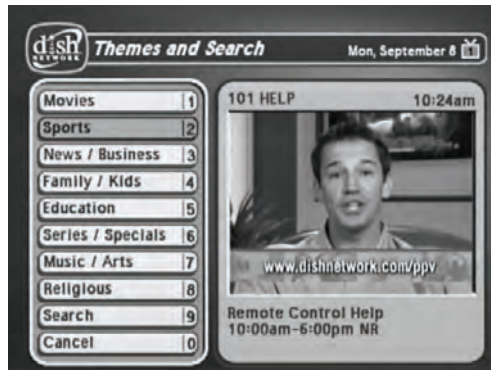 dish
NETWORK
Themes and Search
Mon, September 8
Movies 1
Sports 2
News / Business 3
Family / Kids 4
Education 5
Series / Specials 6
Music / Arts 7
Religious 8
Search 9
Cancel 0
101 HELP 10:24am
www.dishnetwork.com/ppv
Remote Control Help
10:00am-6:00pm NR